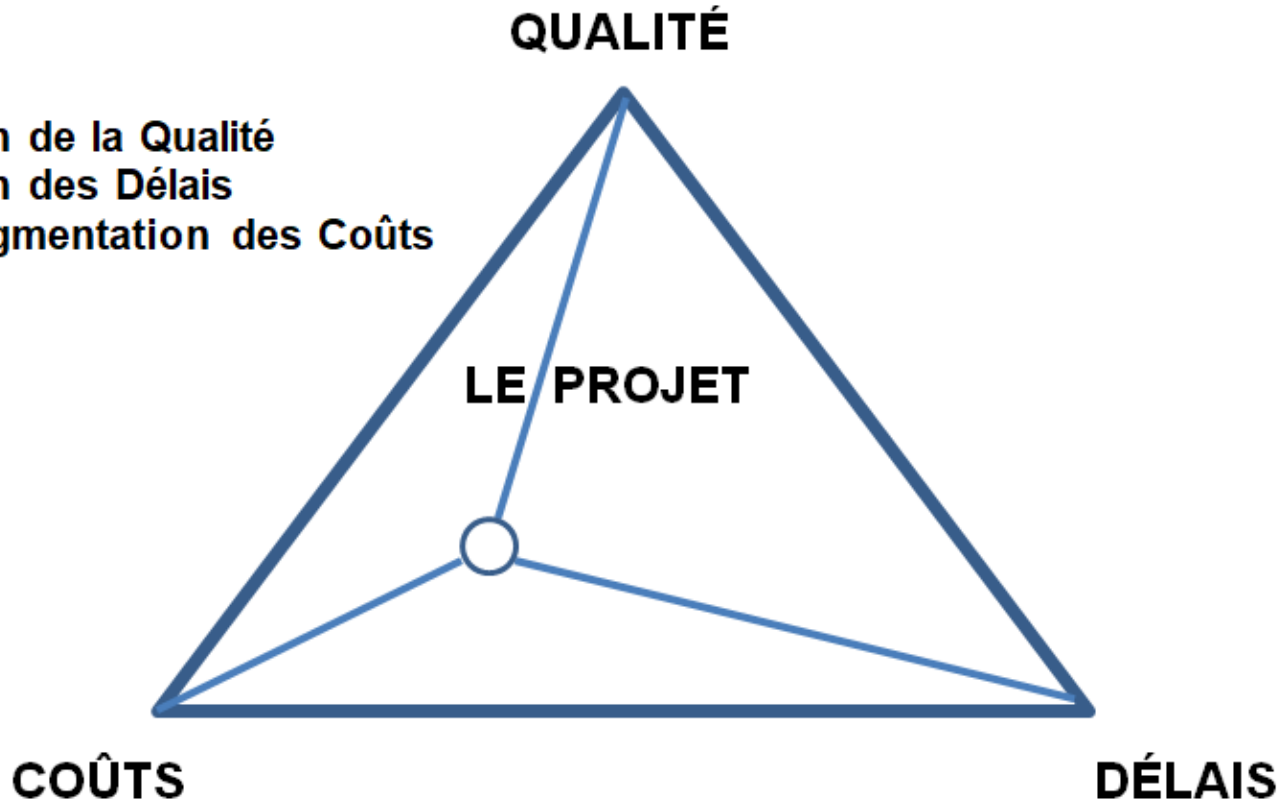 QUALITÉ
n de la Qualité
n des Délais
gmentation des Coûts
LE PROJET
COÛTS
DÉLAIS